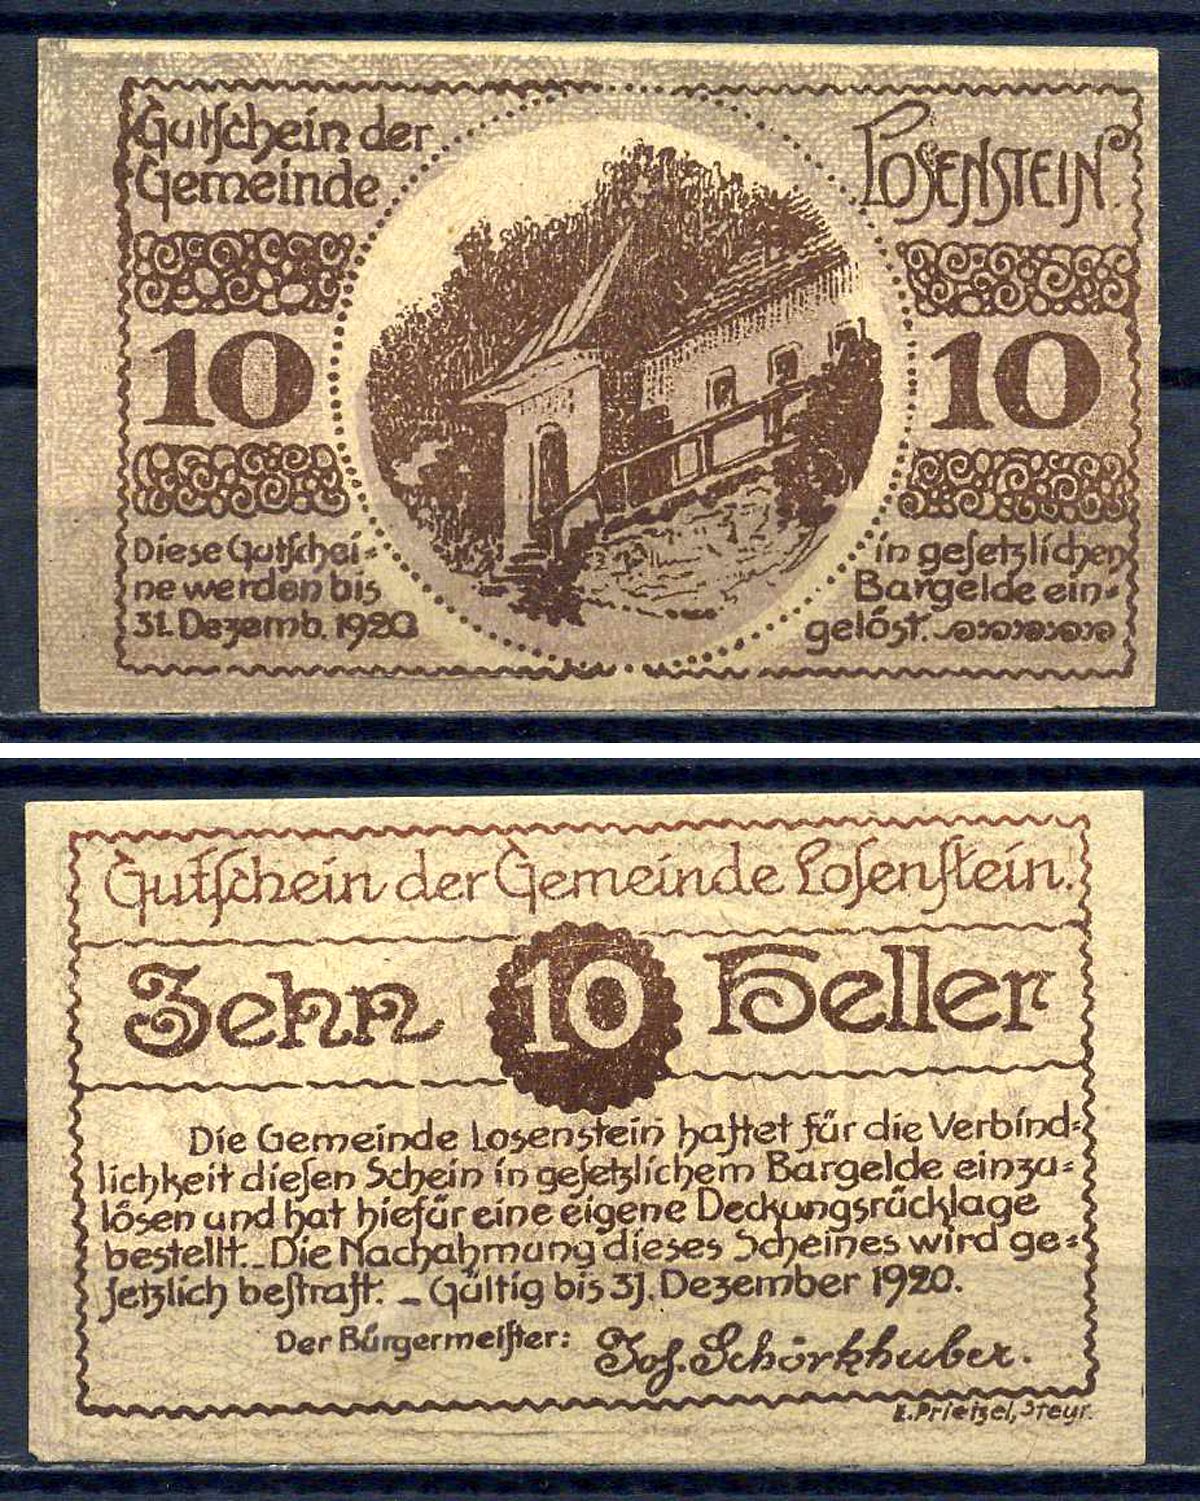 Gutschein der
Gemeinde
LOSENSTEIN.
10
10
Diese Gutschei=
ne werden bis
31. Dezemb. 1920
in gesetzlichen
Bargelde ein=
gelöst.
Gutschein der Gemeinde Losenstein.
Zehn 10 Heller
Die Gemeinde Losenstein haftet für die Verbind=
lichkeit diesen Schein in gesetzlichem Bargelde einzu=
lösen und hat hiefür eine eigene Deckungsrücklage
bestellt. _ Die Nachahmung dieses Scheines wird ge=
setzlich bestraft. _ Gültig bis 31. Dezember 1920.
Der Bürgermeister: Jos. Schörkhuber.
E. Prietzel, Steyr.